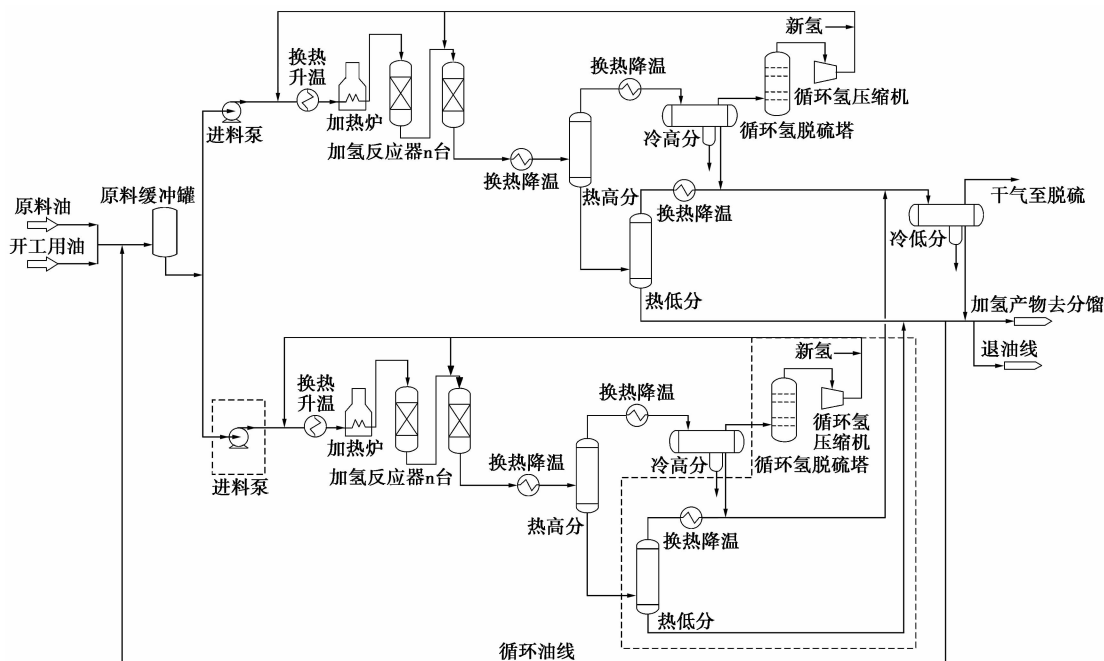 新氢
换热
升温
换热降温
循环氢压缩机
加热炉
冷高分
循环氢脱硫塔
进料泵
加氢反应器n台
换热降温
热高分
原料缓冲罐
干气至脱硫
原料油
换热降温
冷低分
开工用油
热低分
加氢产物去分馏
退油线
新氢
换热
升温
换热降温
循环氢
压缩机
加热炉
冷高分
循环氢脱硫塔
加氢反应器n台
换热降温
进料泵
热高分
换热降温
热低分
循环油线